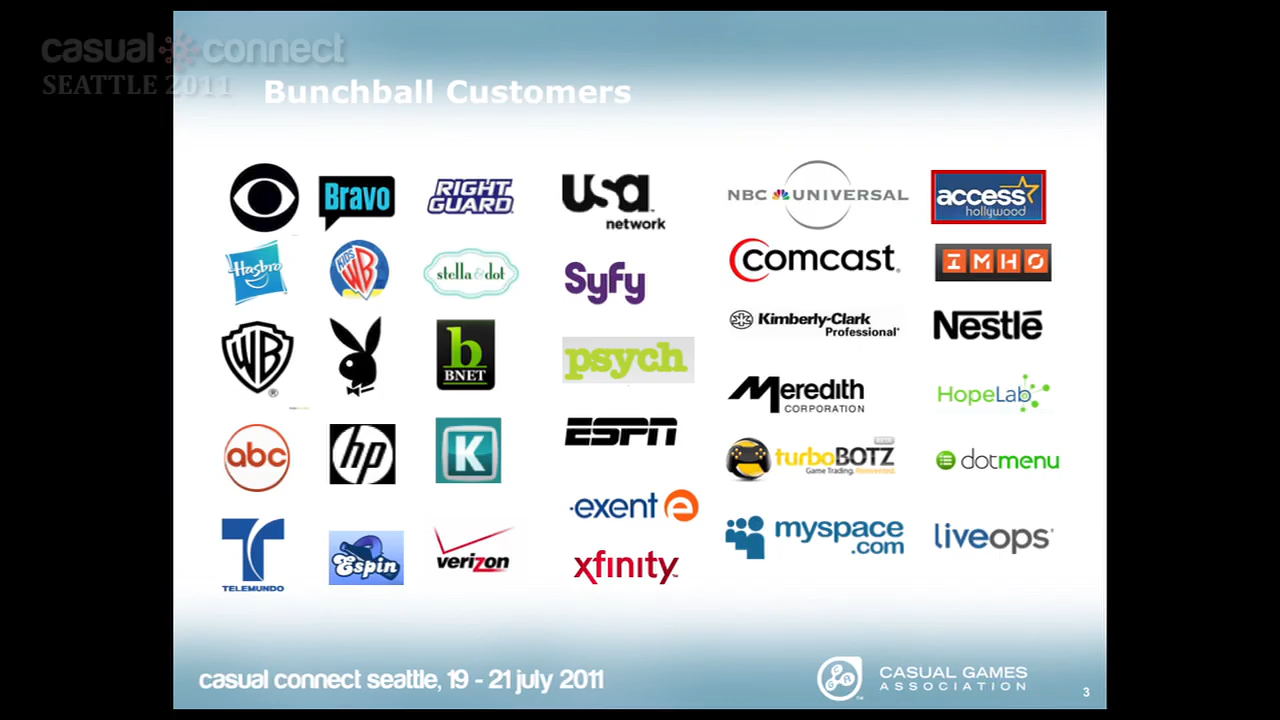 casual connect
SEATTLE 2011
Bunchball Customers
Bravo
RIGHT
GUARD
usa
network
NBC UNIVERSAL
access
hollywood
Hasbro
KIDS
WB
stella & dot
Syfy
comcast
IMHO
Kimberly-Clark
Professional*
Nestlé
WB
b
BNET
psych
Meredith
CORPORATION
HopeLab
abc
hp
K
ESPN
turboBOTZ
BETA
Game Trading. Reinvented.
dotmenu
exent e
myspace
.com
liveops
T
TELEMUNDO
Espin
verizon
xfinity
casual connect seattle, 19 - 21 july 2011
CASUAL GAMES
ASSOCIATION
3